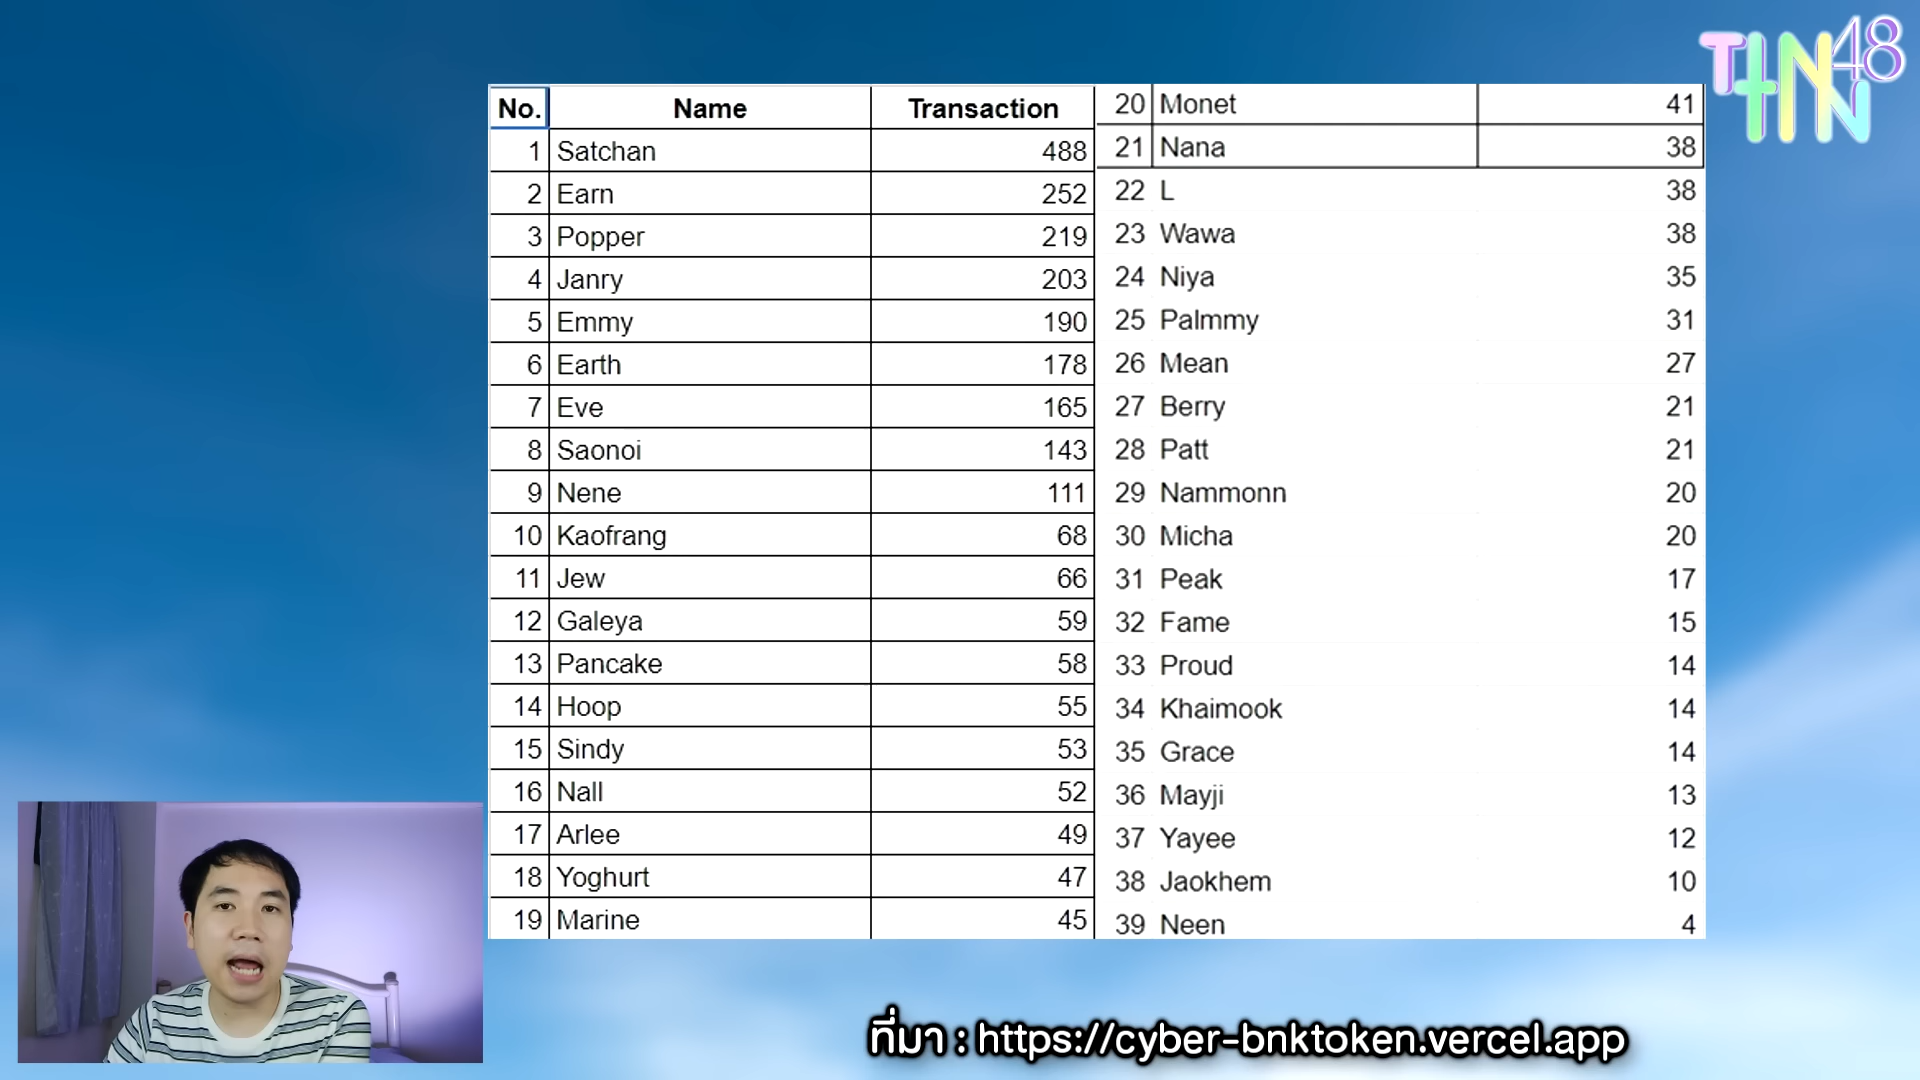 TIN48
TIN
No. Name Transaction
1 Satchan 488
2 Earn 252
3 Popper 219
4 Janry 203
5 Emmy 190
6 Earth 178
7 Eve 165
8 Saonoi 143
9 Nene 111
10 Kaofrang 68
11 Jew 66
12 Galeya 59
13 Pancake 58
14 Hoop 55
15 Sindy 53
16 Nall 52
17 Arlee 49
18 Yoghurt 47
19 Marine 45
20 Monet 41
21 Nana 38
22 L 38
23 Wawa 38
24 Niya 35
25 Palmmy 31
26 Mean 27
27 Berry 21
28 Patt 21
29 Nammonn 20
30 Micha 20
31 Peak 17
32 Fame 15
33 Proud 14
34 Khaimook 14
35 Grace 14
36 Mayji 13
37 Yayee 12
38 Jaokhem 10
39 Neen 4
ที่มา : https://cyber-bnktoken.vercel.app